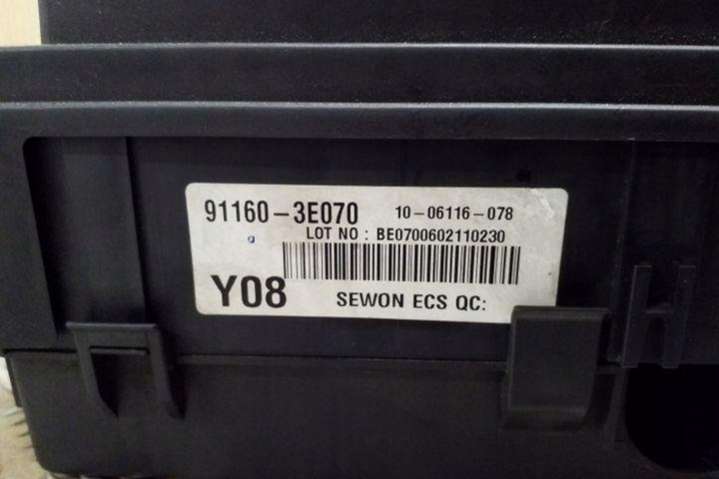 91160-3E070 10-06116-078
LOT NO : BE0700602110230
Y08 SEWON ECS QC: